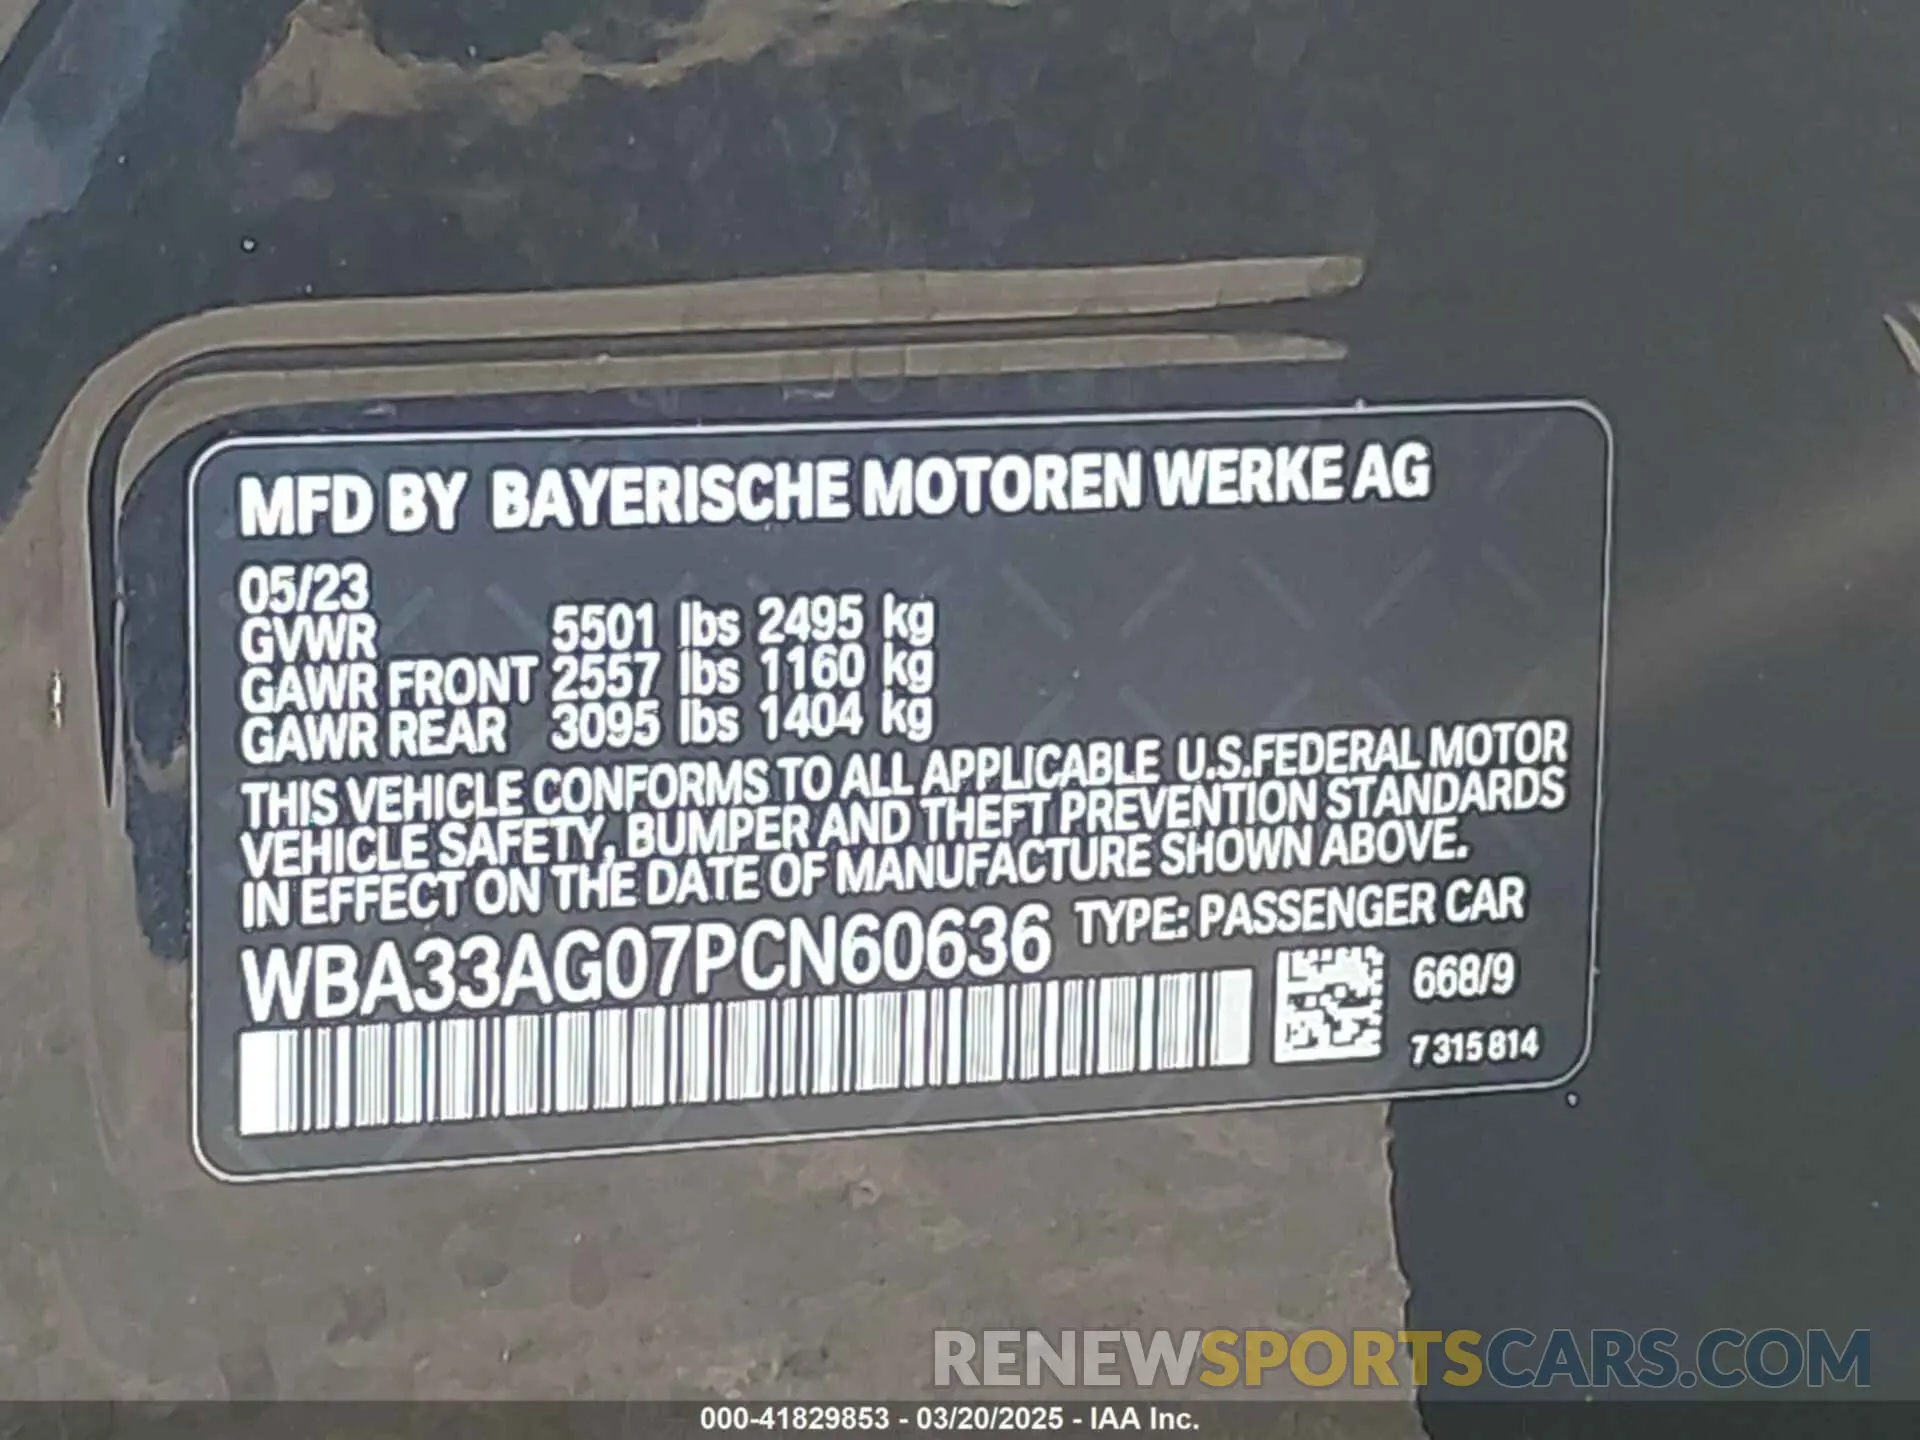 MFD BY BAYERISCHE MOTOREN WERKE AG
05/23
GVWR 5501 lbs 2495 kg
GAWR FRONT 2557 lbs 1160 kg
GAWR REAR 3095 lbs 1404 kg
THIS VEHICLE CONFORMS TO ALL APPLICABLE U.S.FEDERAL MOTOR
VEHICLE SAFETY, BUMPER AND THEFT PREVENTION STANDARDS
IN EFFECT ON THE DATE OF MANUFACTURE SHOWN ABOVE.
WBA33AG07PCN60636 TYPE: PASSENGER CAR
668/9
7315814
RENEWSPORTSCARS.COM
000-41829853 - 03/20/2025 - IAA Inc.